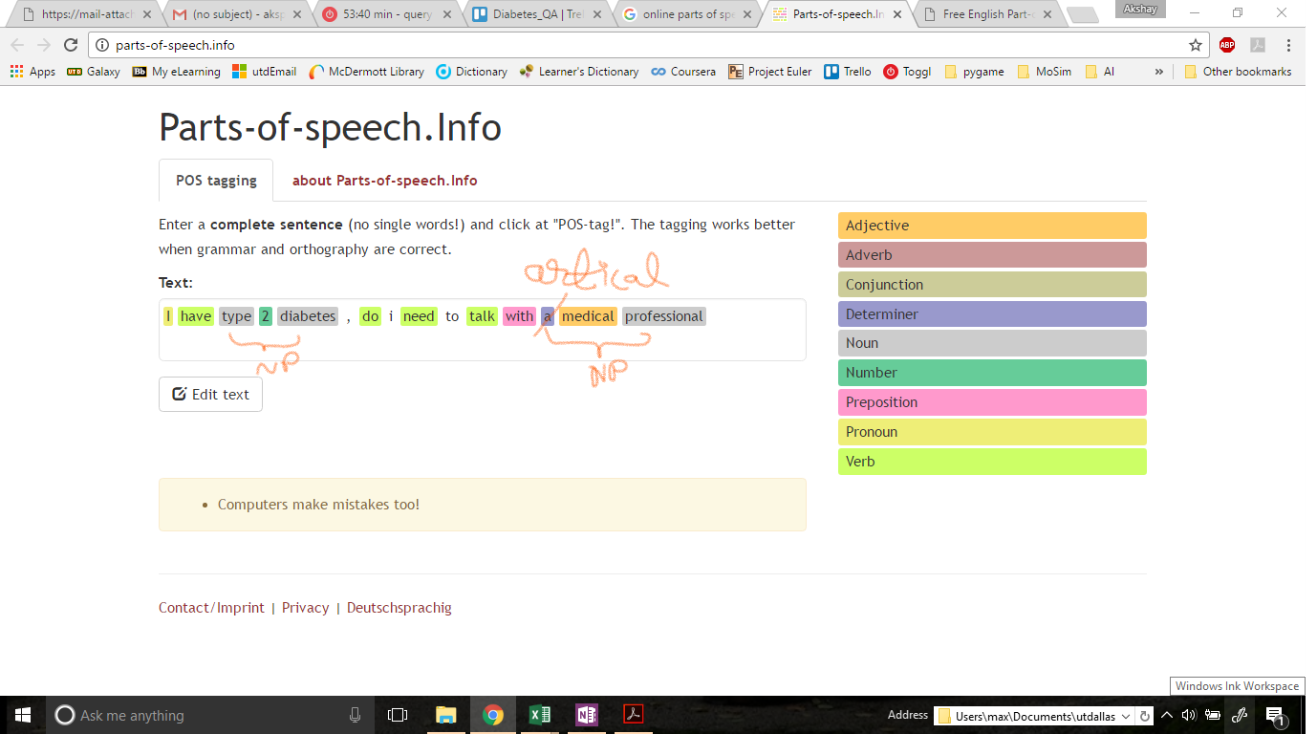 https://mail-attach
(no subject) - aksp
53:40 min - query
Diabetes_QA | Trel
online parts of spe
Parts-of-speech.In
Free English Part-o
Akshay
parts-of-speech.info
ABP
Apps
Galaxy
My eLearning
utdEmail
McDermott Library
Dictionary
Learner's Dictionary
Coursera
Project Euler
Trello
Toggl
pygame
MoSim
AI
»
Other bookmarks
Parts-of-speech.Info
POS tagging
about Parts-of-speech.Info
Enter a complete sentence (no single words!) and click at "POS-tag!". The tagging works better
when grammar and orthography are correct.
artical
Text:
I have type 2 diabetes , do i need to talk with a medical professional
NP
NP
Edit text
Adjective
Adverb
Conjunction
Determiner
Noun
Number
Preposition
Pronoun
Verb
Computers make mistakes too!
Contact/Imprint | Privacy | Deutschsprachig
Windows Ink Workspace
Ask me anything
Address
Users\max\Documents\utdallas
1